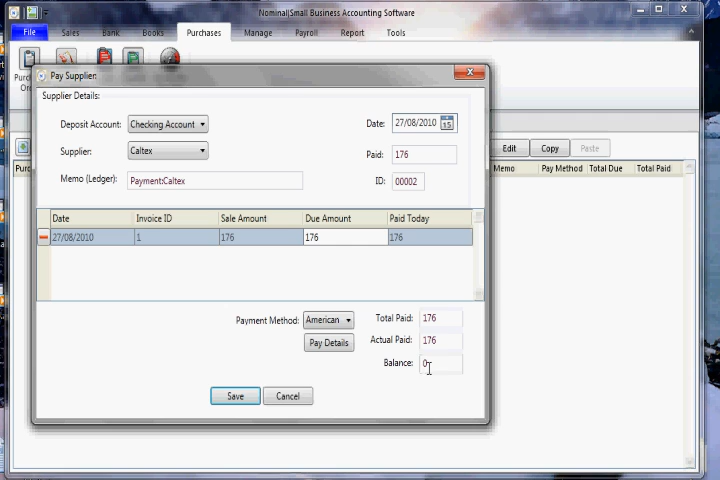 Nominal|Small Business Accounting Software
File Sales Bank Books Purchases Manage Payroll Report Tools
Pay Supplier:
Supplier Details:
Deposit Account: Checking Account Date: 27/08/2010 15
Supplier: Caltex Paid: 176
Memo (Ledger): Payment:Caltex ID: 00002
Edit Copy Paste
Memo Pay Method Total Due Total Paid
Date Invoice ID Sale Amount Due Amount Paid Today
27/08/2010 1 176 176 176
Payment Method: American Total Paid: 176
Pay Details Actual Paid: 176
Balance: 0
Save Cancel